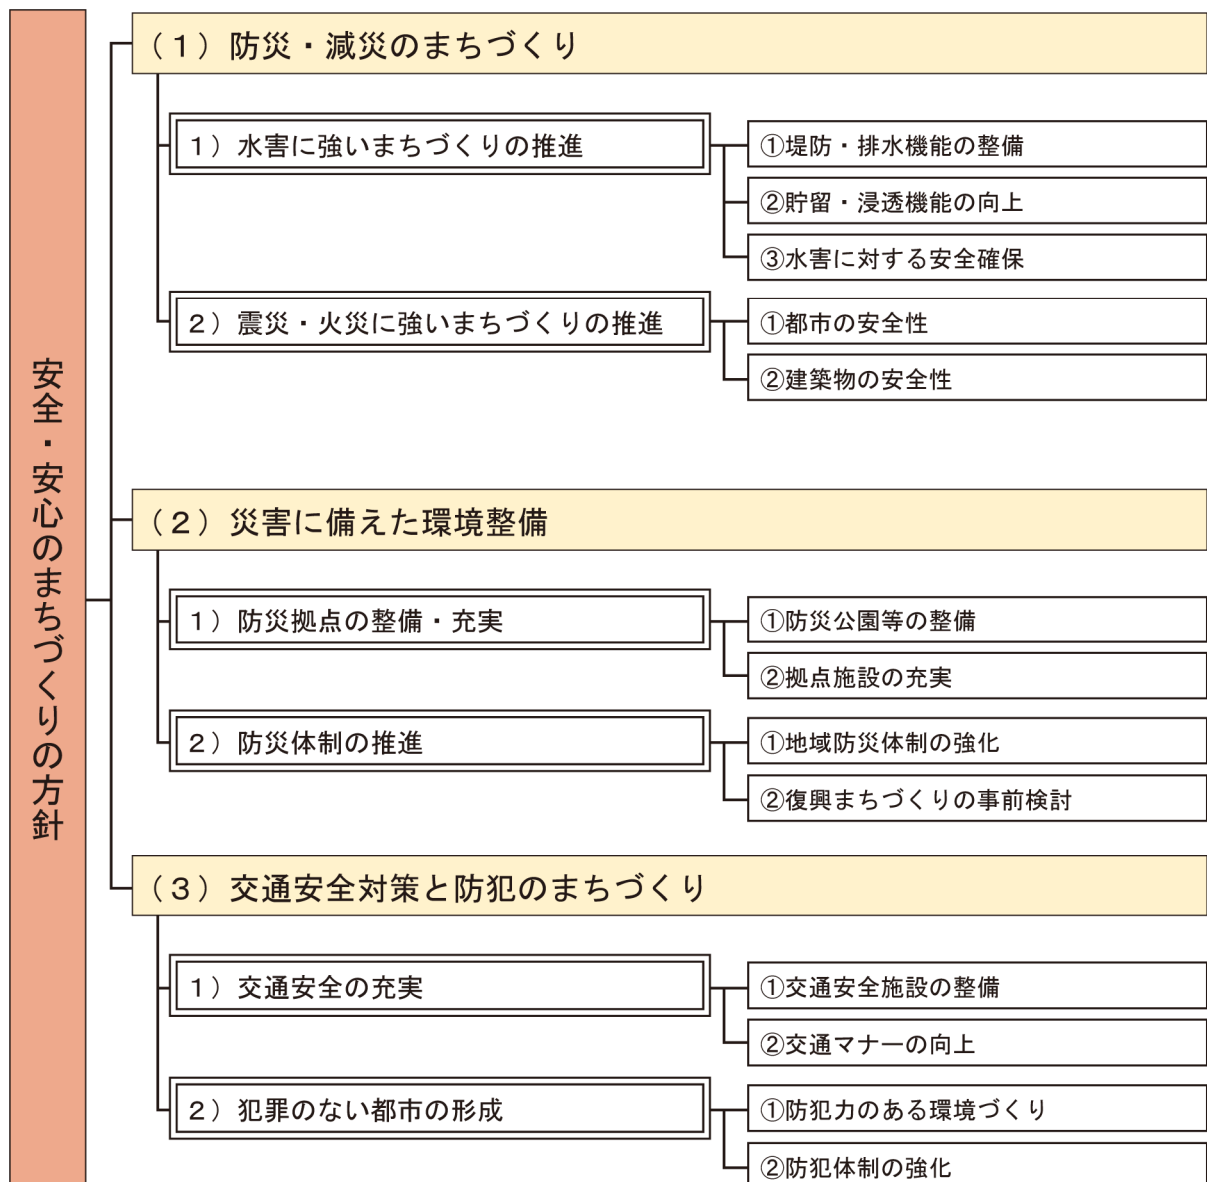 安全・安心のまちづくりの方針
（１）防災・減災のまちづくり
１）水害に強いまちづくりの推進
①堤防・排水機能の整備
②貯留・浸透機能の向上
③水害に対する安全確保
２）震災・火災に強いまちづくりの推進
①都市の安全性
②建築物の安全性
（２）災害に備えた環境整備
１）防災拠点の整備・充実
①防災公園等の整備
②拠点施設の充実
２）防災体制の推進
①地域防災体制の強化
②復興まちづくりの事前検討
（３）交通安全対策と防犯のまちづくり
１）交通安全の充実
①交通安全施設の整備
②交通マナーの向上
２）犯罪のない都市の形成
①防犯力のある環境づくり
②防犯体制の強化